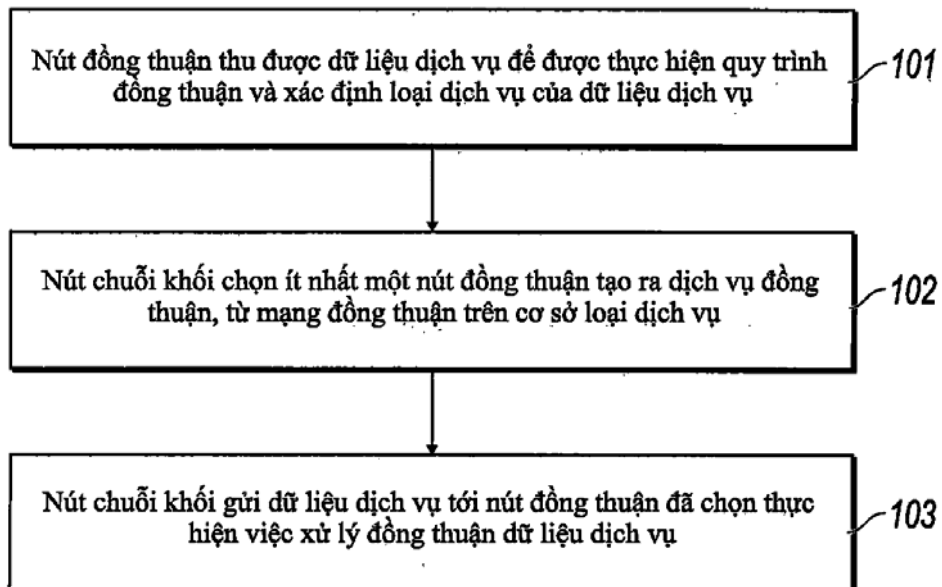 Nút đồng thuận thu được dữ liệu dịch vụ để được thực hiện quy trình
đồng thuận và xác định loại dịch vụ của dữ liệu dịch vụ
101
Nút chuỗi khối chọn ít nhất một nút đồng thuận tạo ra dịch vụ đồng
thuận, từ mạng đồng thuận trên cơ sở loại dịch vụ
102
Nút chuỗi khối gửi dữ liệu dịch vụ tới nút đồng thuận đã chọn thực
hiện việc xử lý đồng thuận dữ liệu dịch vụ
103